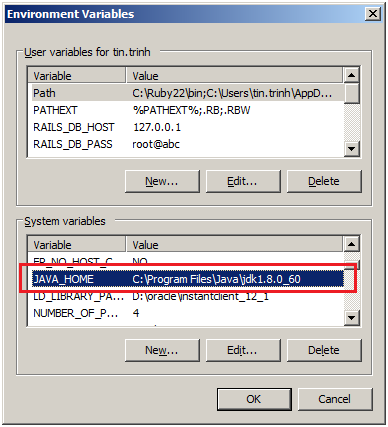 Environment Variables
User variables for tin.trinh
Variable Value
Path C:\Ruby22\bin;C:\Users\tin.trinh\AppD...
PATHEXT %PATHEXT%;.RB;.RBW
RAILS_DB_HOST 127.0.0.1
RAILS_DB_PASS root@abc
New... Edit... Delete
System variables
Variable Value
FP_NO_HOST_C... NO
JAVA_HOME C:\Program Files\Java\jdk1.8.0_60
LD_LIBRARY_PA... D:\oracle\instantclient_12_1
NUMBER_OF_P... 4
New... Edit... Delete
OK Cancel